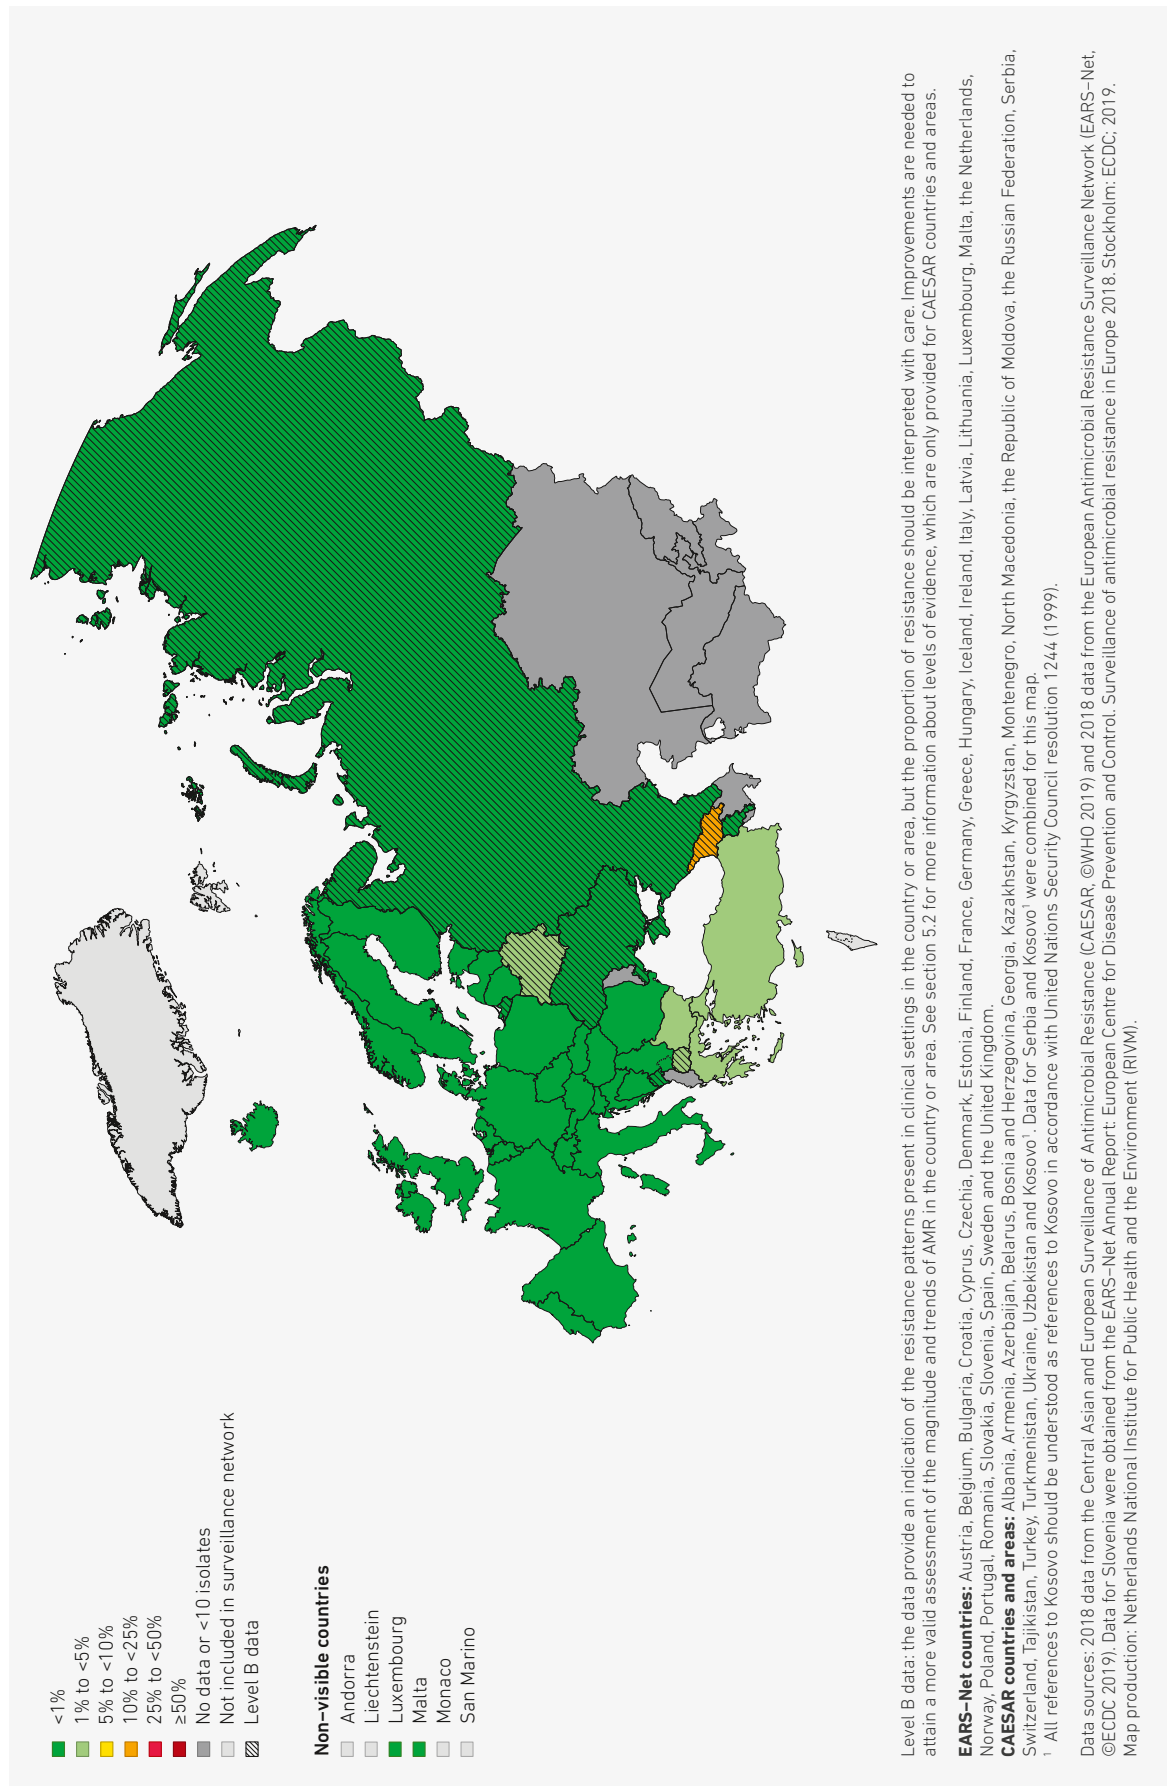 <1%
1% to <5%
5% to <10%
10% to <25%
25% to <50%
≥50%
No data or <10 isolates
Not included in surveillance network
Level B data
Non–visible countries
Andorra
Liechtenstein
Luxembourg
Malta
Monaco
San Marino
Level B data: the data provide an indication of the resistance patterns present in clinical settings in the country or area, but the proportion of resistance should be interpreted with care. Improvements are needed to
attain a more valid assessment of the magnitude and trends of AMR in the country or area. See section 5.2 for more information about levels of evidence, which are only provided for CAESAR countries and areas.
EARS–Net countries: Austria, Belgium, Bulgaria, Croatia, Cyprus, Czechia, Denmark, Estonia, Finland, France, Germany, Greece, Hungary, Iceland, Ireland, Italy, Latvia, Lithuania, Luxembourg, Malta, the Netherlands,
Norway, Poland, Portugal, Romania, Slovakia, Slovenia, Spain, Sweden and the United Kingdom.
CAESAR countries and areas: Albania, Armenia, Azerbaijan, Belarus, Bosnia and Herzegovina, Georgia, Kazakhstan, Kyrgyzstan, Montenegro, North Macedonia, the Republic of Moldova, the Russian Federation, Serbia,
Switzerland, Tajikistan, Turkey, Turkmenistan, Ukraine, Uzbekistan and Kosovo¹. Data for Serbia and Kosovo¹ were combined for this map.
¹ All references to Kosovo should be understood as references to Kosovo in accordance with United Nations Security Council resolution 1244 (1999).
Data sources: 2018 data from the Central Asian and European Surveillance of Antimicrobial Resistance (CAESAR, ©WHO 2019) and 2018 data from the European Antimicrobial Resistance Surveillance Network (EARS–Net,
©ECDC 2019). Data for Slovenia were obtained from the EARS–Net Annual Report: European Centre for Disease Prevention and Control. Surveillance of antimicrobial resistance in Europe 2018. Stockholm: ECDC; 2019.
Map production: Netherlands National Institute for Public Health and the Environment (RIVM).